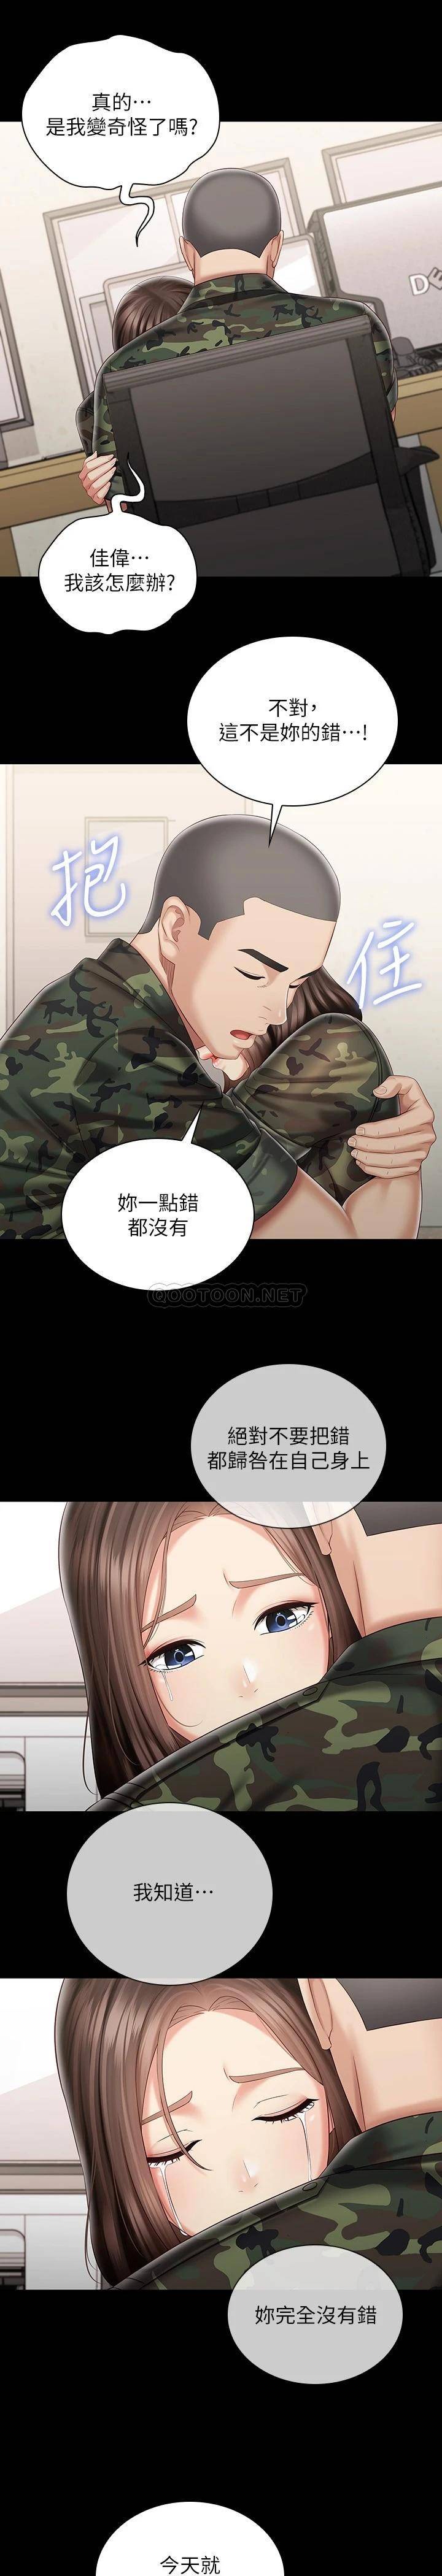 真的…
是我變奇怪了嗎?
DE
佳偉…
我該怎麼辦?
不對,
這不是妳的錯…!
抱
住
妳一點錯
都沒有
QOOTOON.NET
絕對不要把錯
都歸咎在自己身上
我知道…
妳完全沒有錯
今天就